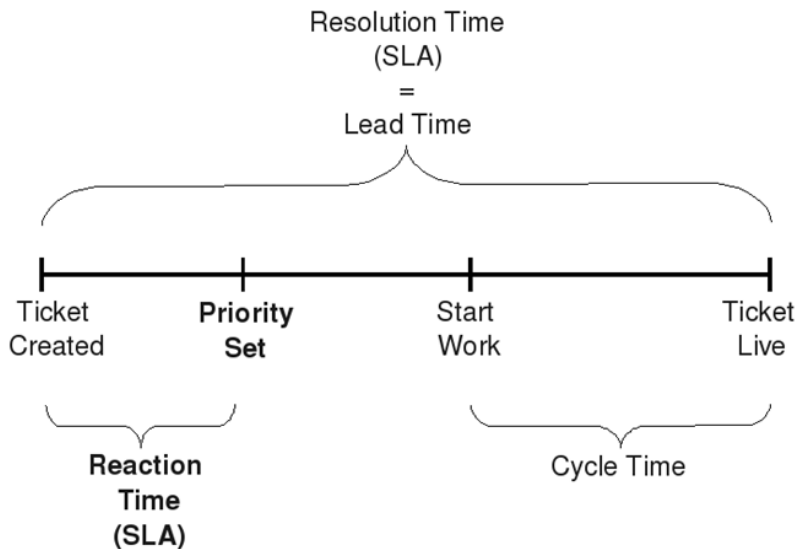 Resolution Time
(SLA)
=
Lead Time
Ticket
Created
Priority
Set
Start
Work
Ticket
Live
Reaction
Time
(SLA)
Cycle Time